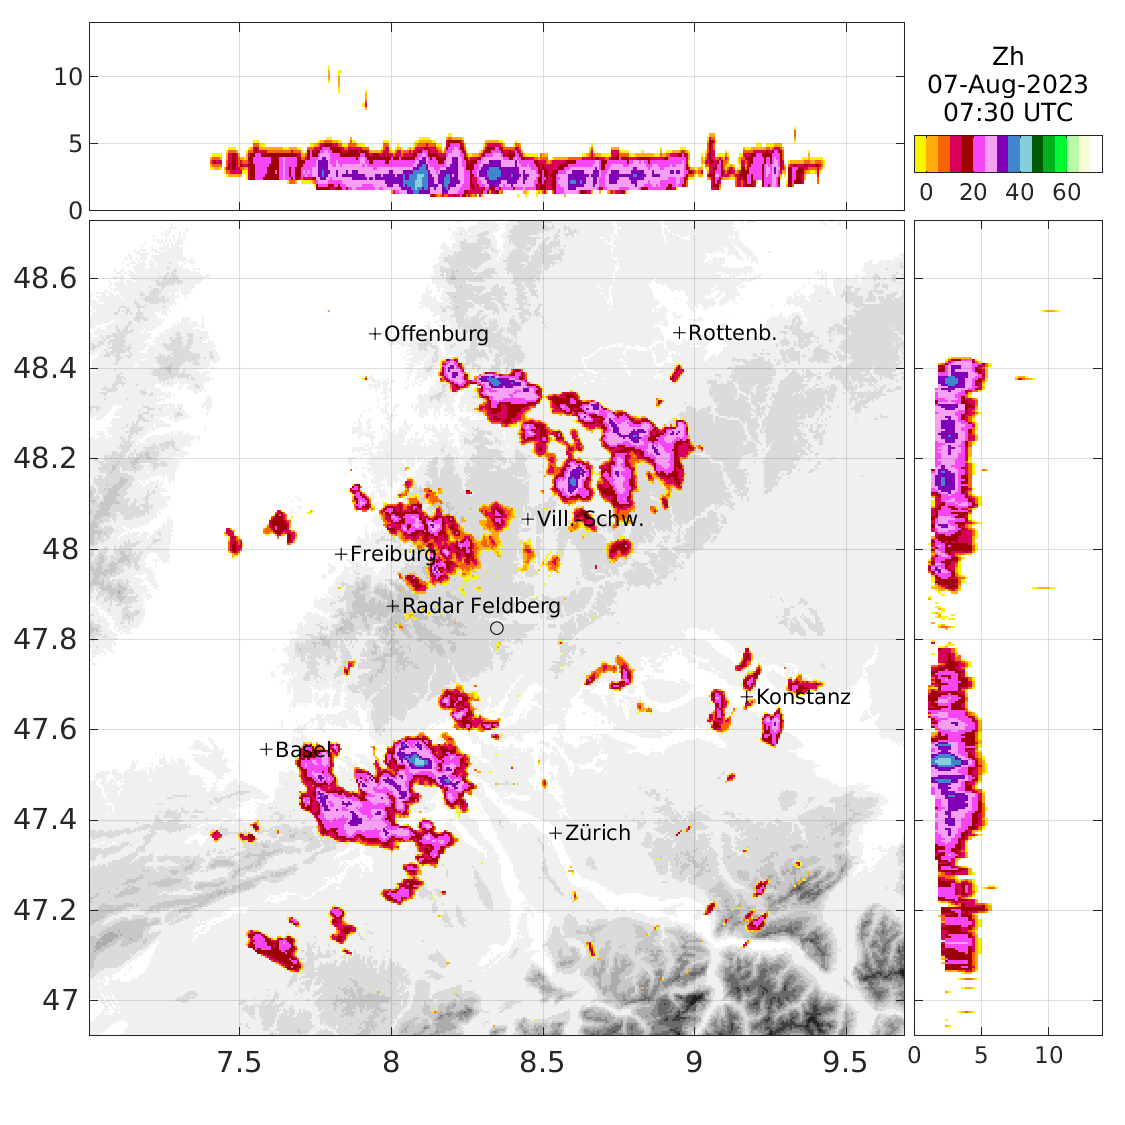 10
5
0
Zh
07-Aug-2023
07:30 UTC
0 20 40 60
48.6
48.4
48.2
48
47.8
47.6
47.4
47.2
47
+Offenburg
+Rottenb.
+Vill.-Schw.
+Freiburg
+Radar Feldberg
+Konstanz
+Basel
+Zürich
7.5 8 8.5 9 9.5
0 5 10